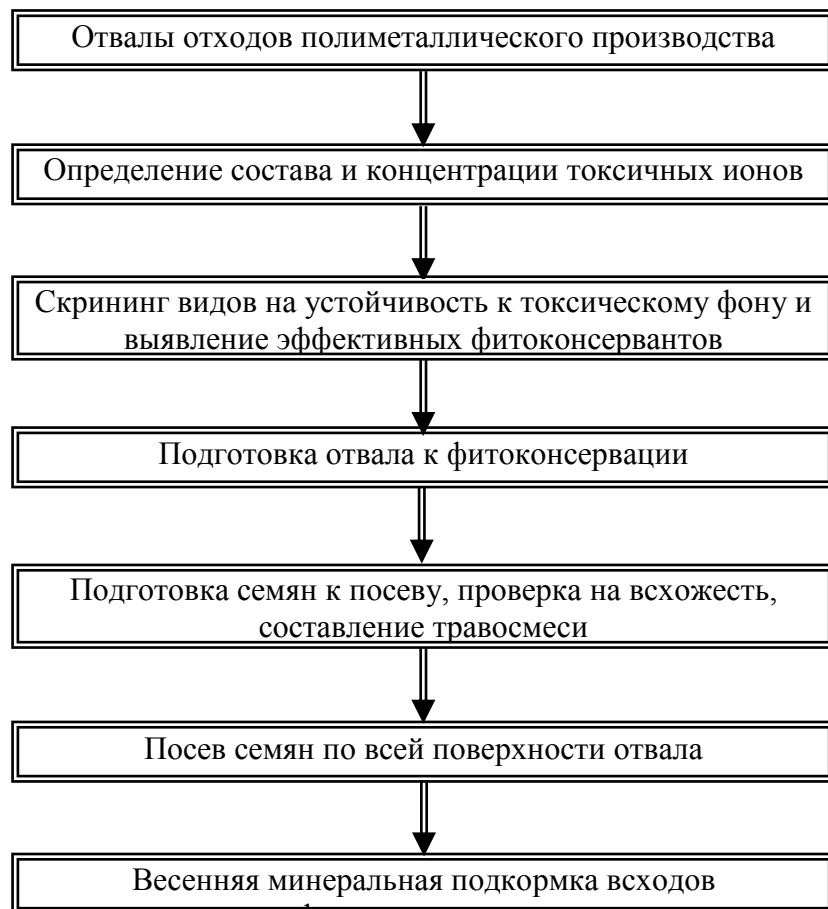 Отвалы отходов полиметаллического производства
Определение состава и концентрации токсичных ионов
Скрининг видов на устойчивость к токсическому фону и
выявление эффективных фитоконсервантов
Подготовка отвала к фитоконсервации
Подготовка семян к посеву, проверка на всхожесть,
составление травосмеси
Посев семян по всей поверхности отвала
Весенняя минеральная подкормка всходов